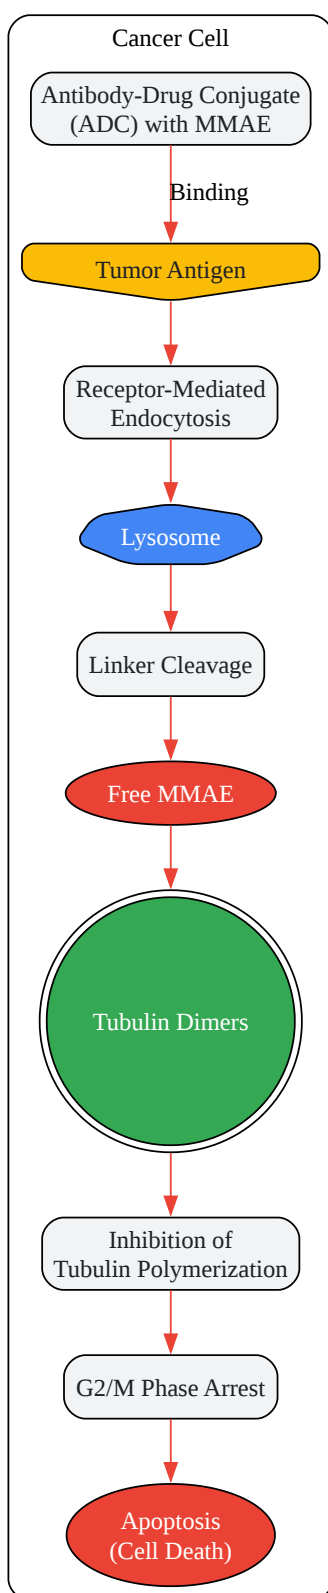 Cancer Cell
Antibody-Drug Conjugate
(ADC) with MMAE
Binding
Tumor Antigen
Receptor-Mediated
Endocytosis
Lysosome
Linker Cleavage
Free MMAE
Tubulin Dimers
Inhibition of
Tubulin Polymerization
G2/M Phase Arrest
Apoptosis
(Cell Death)